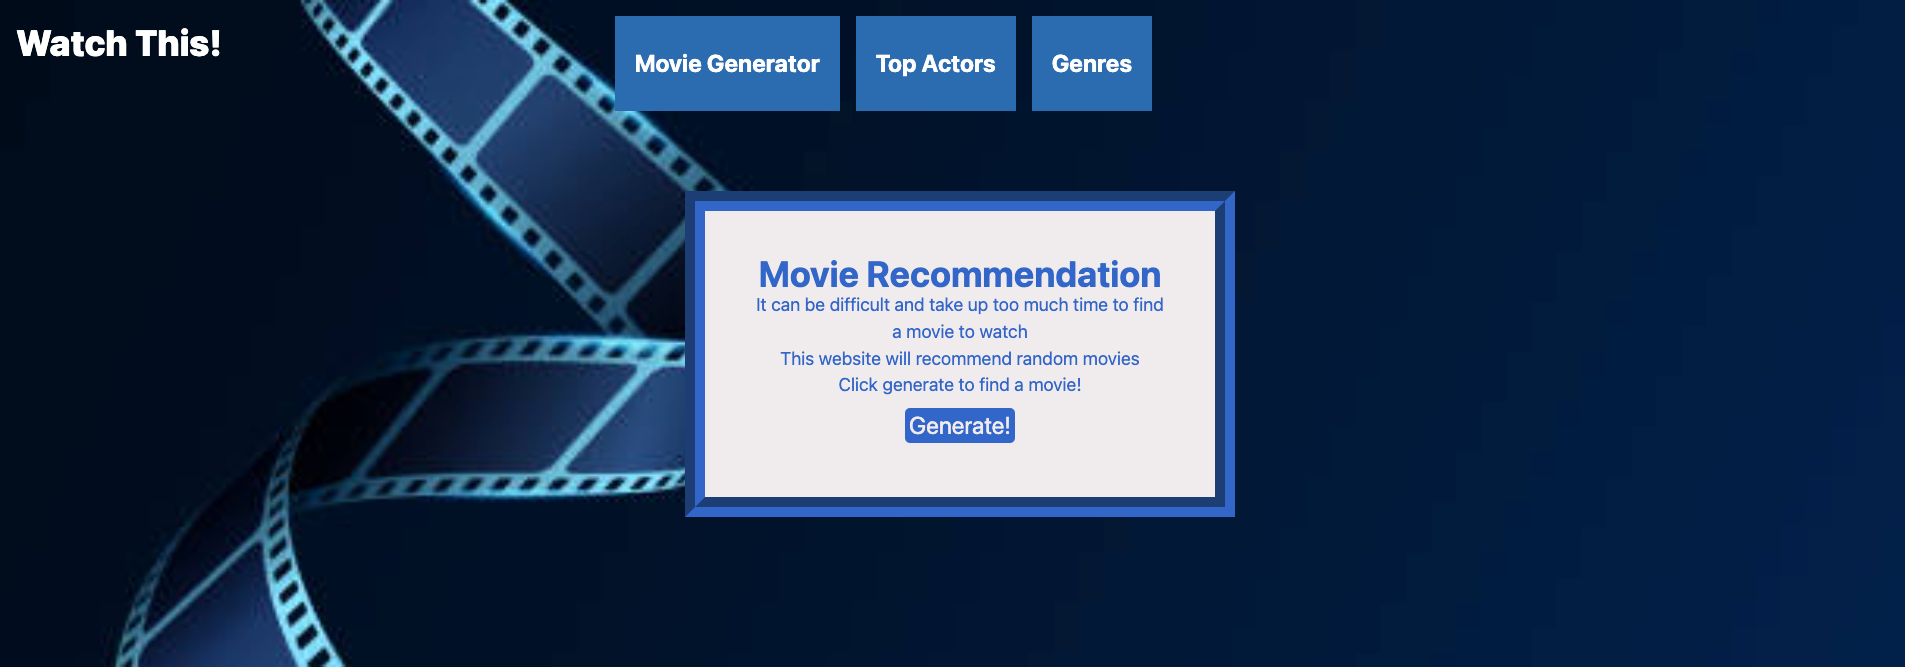 Watch This!
Movie Generator
Top Actors
Genres
Movie Recommendation
It can be difficult and take up too much time to find
a movie to watch
This website will recommend random movies
Click generate to find a movie!
Generate!